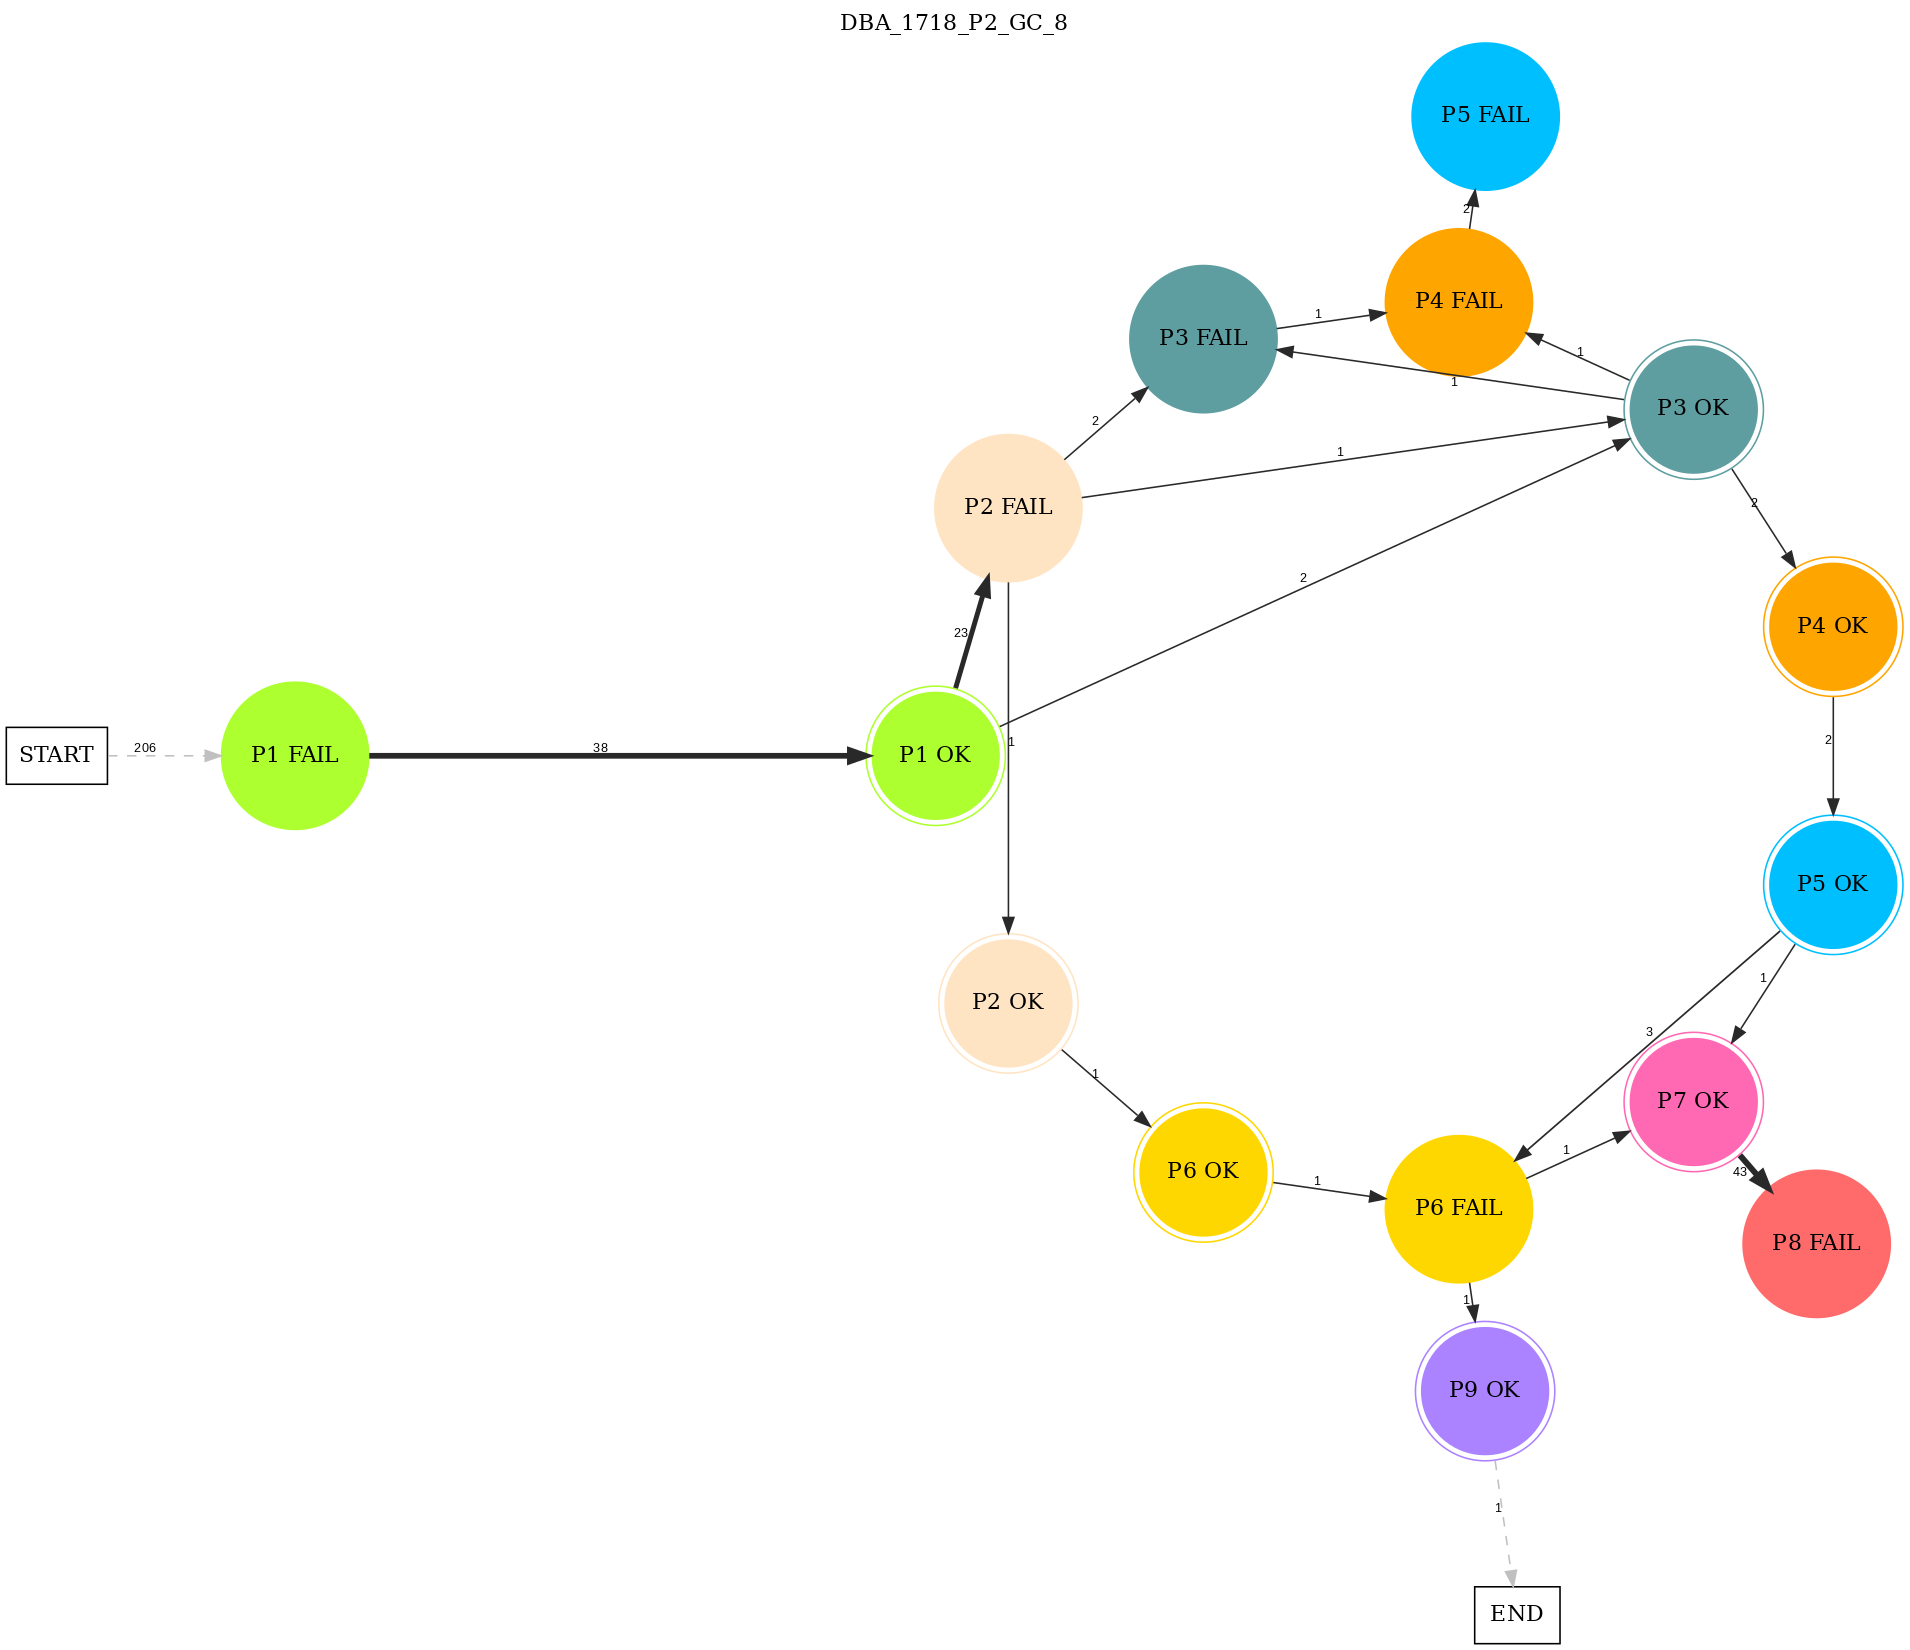 DBA_1718_P2_GC_8
P5 FAIL
2
P4 FAIL
P3 FAIL
1
1
1
P3 OK
2
1
P2 FAIL
2
2
P4 OK
23
1
2
START
206
P1 FAIL
38
P1 OK
P5 OK
1
P2 OK
3
1
P7 OK
1
P6 OK
1
1
43
P6 FAIL
P8 FAIL
1
P9 OK
1
END